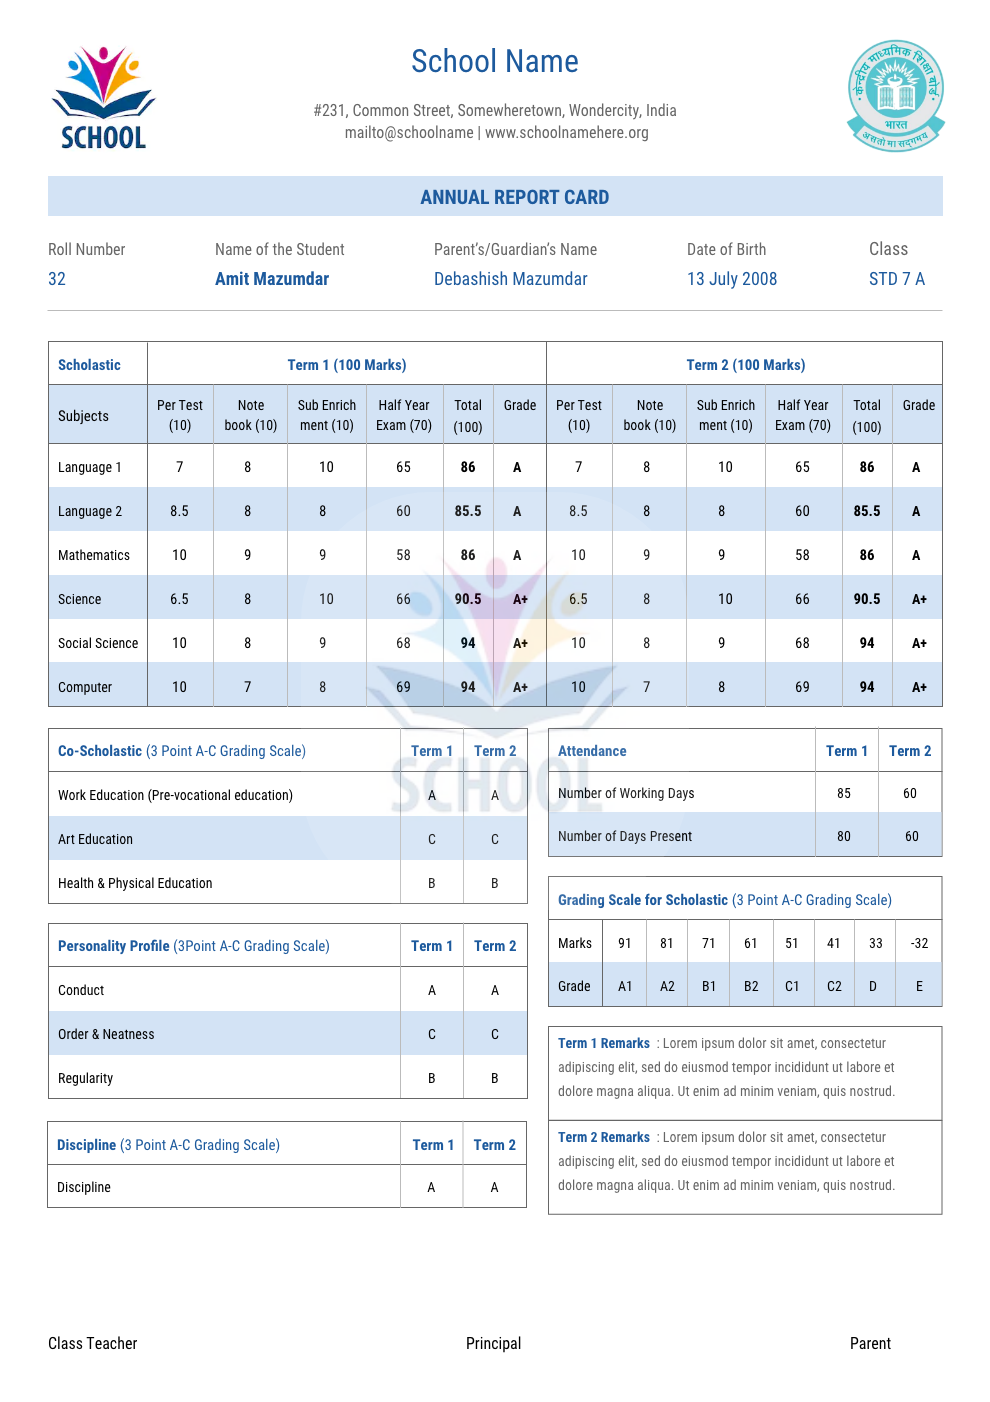 SCHOOL
School Name
#231, Common Street, Somewheretown, Wondercity, India
mailto@schoolname | www.schoolnamehere.org
केन्द्रीय माध्यमिक शिक्षा बोर्ड
भारत
असतो मा सद्गमय
ANNUAL REPORT CARD
Roll Number Name of the Student Parent's/Guardian's Name Date of Birth Class
32 Amit Mazumdar Debashish Mazumdar 13 July 2008 STD 7 A
Scholastic Term 1 (100 Marks) Term 2 (100 Marks)
Subjects Per Test (10) Note book (10) Sub Enrich ment (10) Half Year Exam (70) Total (100) Grade Per Test (10) Note book (10) Sub Enrich ment (10) Half Year Exam (70) Total (100) Grade
Language 1 7 8 10 65 86 A 7 8 10 65 86 A
Language 2 8.5 8 8 60 85.5 A 8.5 8 8 60 85.5 A
Mathematics 10 9 9 58 86 A 10 9 9 58 86 A
Science 6.5 8 10 66 90.5 A+ 6.5 8 10 66 90.5 A+
Social Science 10 8 9 68 94 A+ 10 8 9 68 94 A+
Computer 10 7 8 69 94 A+ 10 7 8 69 94 A+
SCHOOL
Co-Scholastic (3 Point A-C Grading Scale) Term 1 Term 2
Work Education (Pre-vocational education) A A
Art Education C C
Health & Physical Education B B
Personality Profile (3Point A-C Grading Scale) Term 1 Term 2
Conduct A A
Order & Neatness C C
Regularity B B
Discipline (3 Point A-C Grading Scale) Term 1 Term 2
Discipline A A
Attendance Term 1 Term 2
Number of Working Days 85 60
Number of Days Present 80 60
Grading Scale for Scholastic (3 Point A-C Grading Scale)
Marks 91 81 71 61 51 41 33 -32
Grade A1 A2 B1 B2 C1 C2 D E
Term 1 Remarks : Lorem ipsum dolor sit amet, consectetur
adipiscing elit, sed do eiusmod tempor incididunt ut labore et
dolore magna aliqua. Ut enim ad minim veniam, quis nostrud.
Term 2 Remarks : Lorem ipsum dolor sit amet, consectetur
adipiscing elit, sed do eiusmod tempor incididunt ut labore et
dolore magna aliqua. Ut enim ad minim veniam, quis nostrud.
Class Teacher Principal Parent